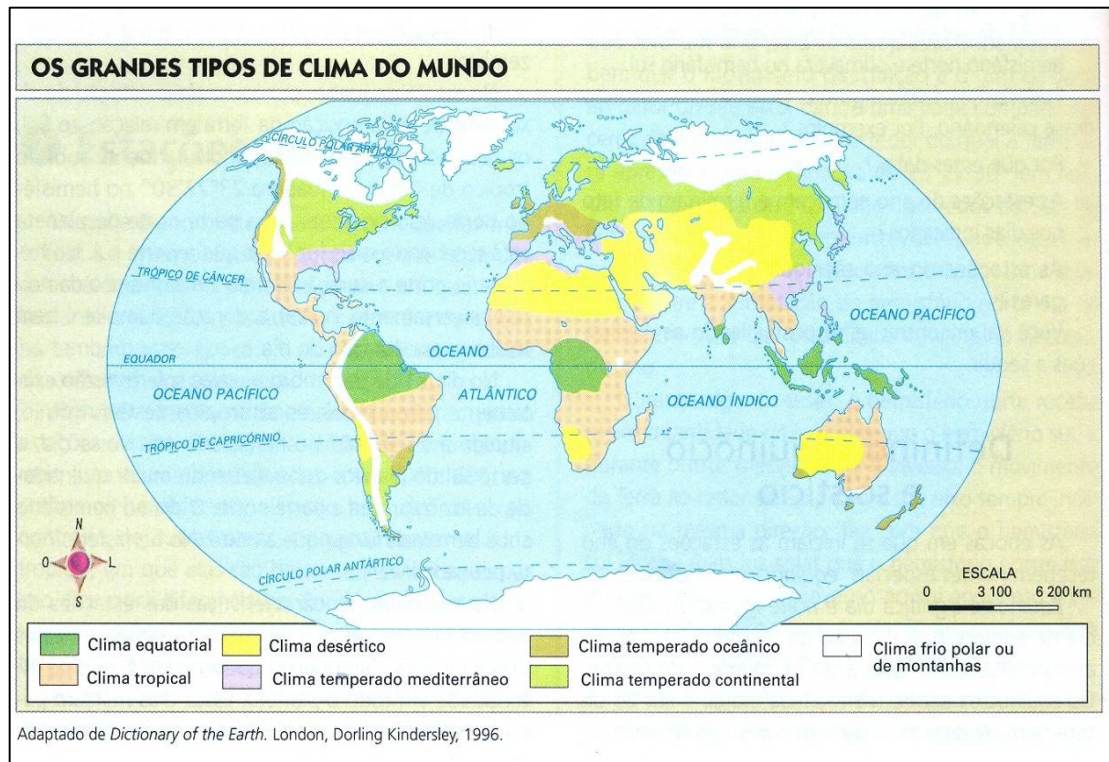 OS GRANDES TIPOS DE CLIMA DO MUNDO
CÍRCULO POLAR ÁRTICO
TRÓPICO DE CÂNCER
OCEANO PACÍFICO
EQUADOR
OCEANO
OCEANO PACÍFICO
ATLÂNTICO
OCEANO ÍNDICO
TRÓPICO DE CAPRICÓRNIO
N
O
L
S
CÍRCULO POLAR ANTÁRTICO
ESCALA
0 3 100 6 200 km
Clima equatorial
Clima desértico
Clima temperado oceânico
Clima frio polar ou
de montanhas
Clima tropical
Clima temperado mediterrâneo
Clima temperado continental
Adaptado de Dictionary of the Earth. London, Dorling Kindersley, 1996.